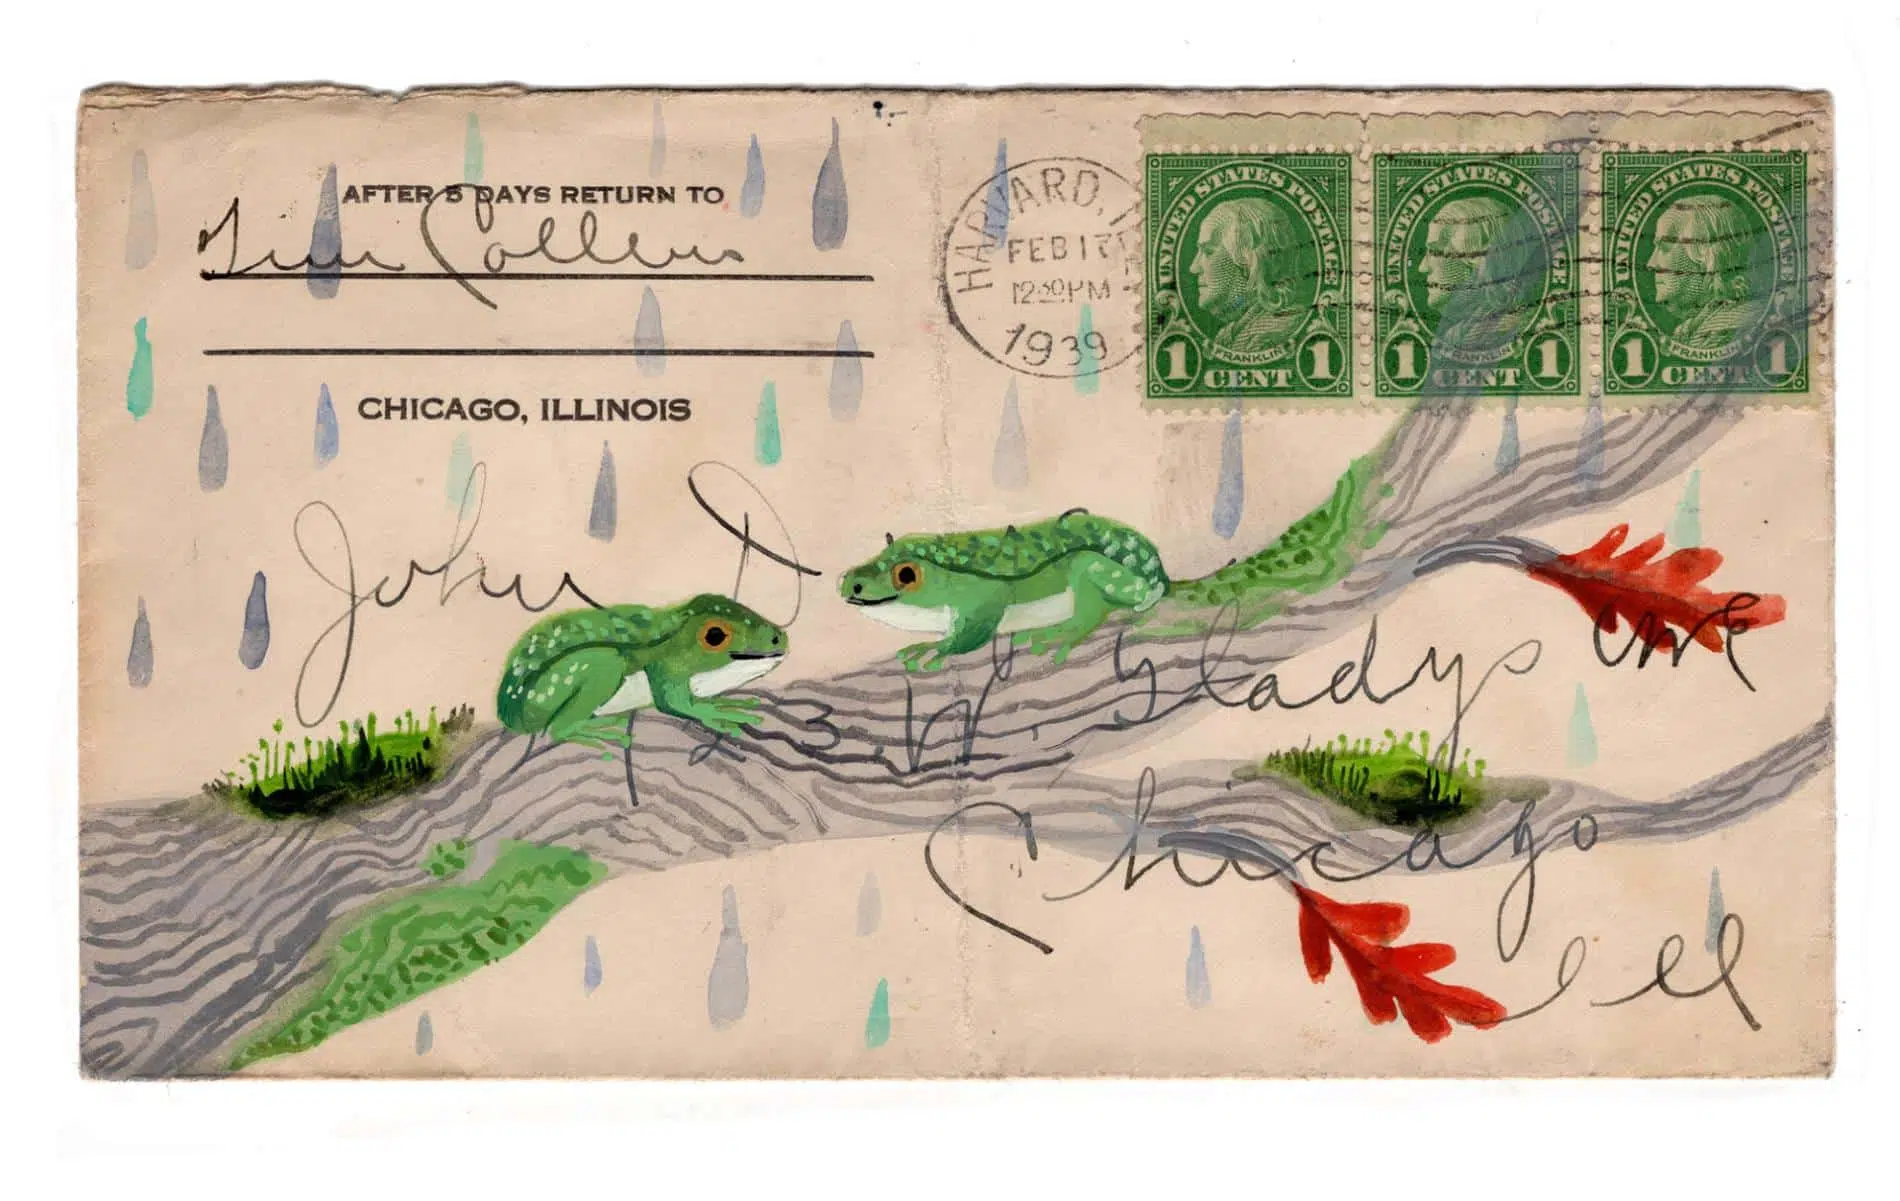 AFTER 5 DAYS RETURN TO
Tim Collins
CHICAGO, ILLINOIS
HARVARD, I
FEB 17
12:30 PM
1939
UNITED STATES POSTAGE
FRANKLIN
1 CENT 1
UNITED STATES POSTAGE
FRANKLIN
1 CENT 1
UNITED STATES POSTAGE
FRANKLIN
1 CENT 1
John D
W. Gladys Ave
Chicago
Ill